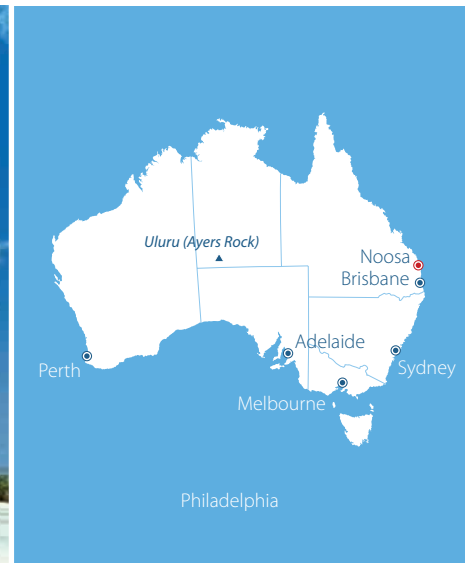 Uluru (Ayers Rock)
Noosa
Brisbane
Adelaide
Perth
Sydney
Melbourne
Philadelphia